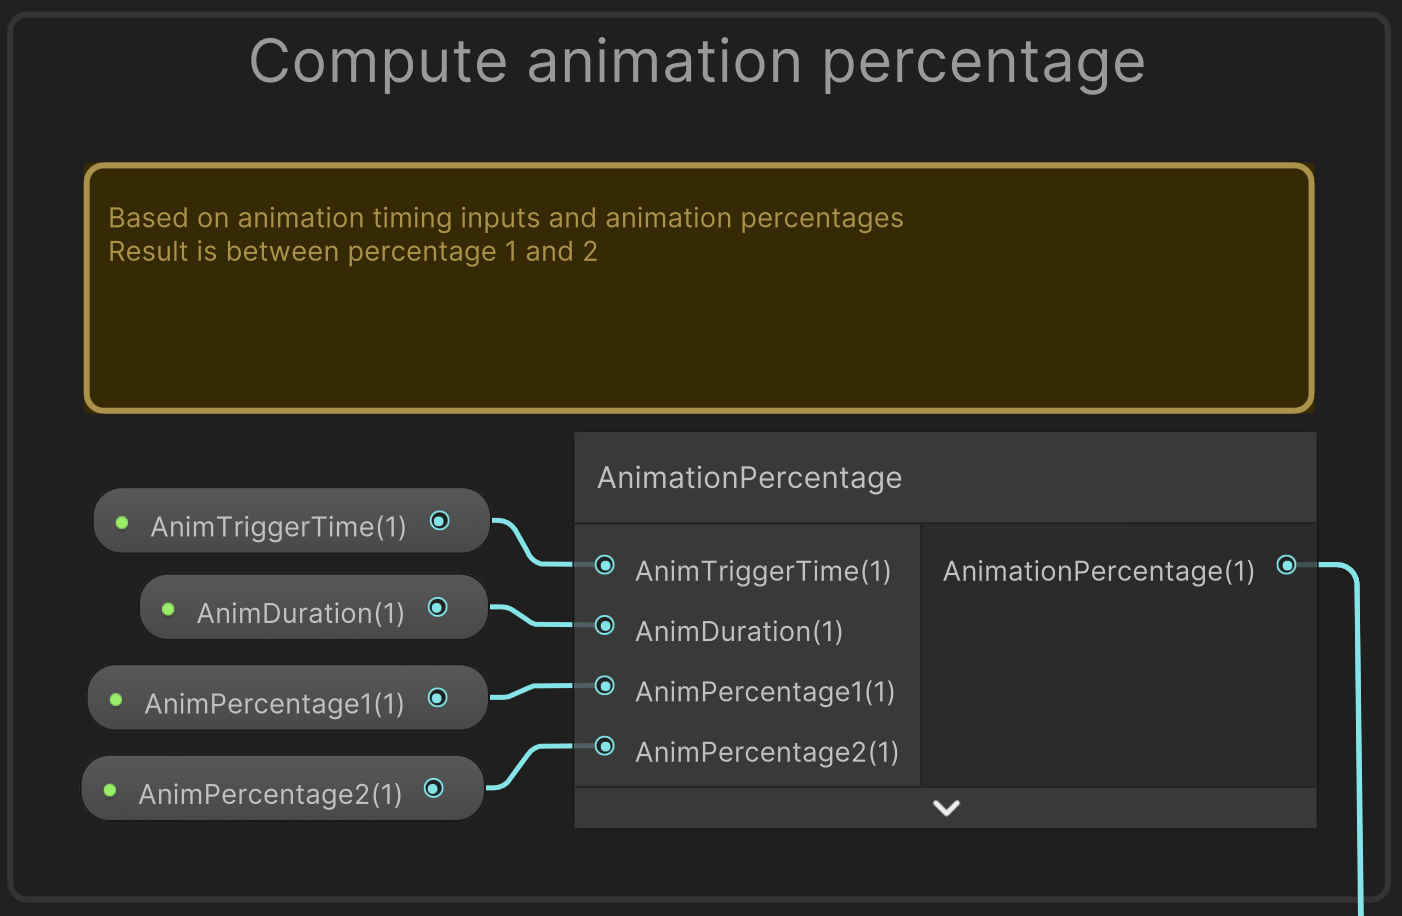 Compute animation percentage
Based on animation timing inputs and animation percentages
Result is between percentage 1 and 2
AnimationPercentage
AnimTriggerTime(1)
AnimDuration(1)
AnimPercentage1(1)
AnimPercentage2(1)
AnimTriggerTime(1)
AnimDuration(1)
AnimPercentage1(1)
AnimPercentage2(1)
AnimationPercentage(1)